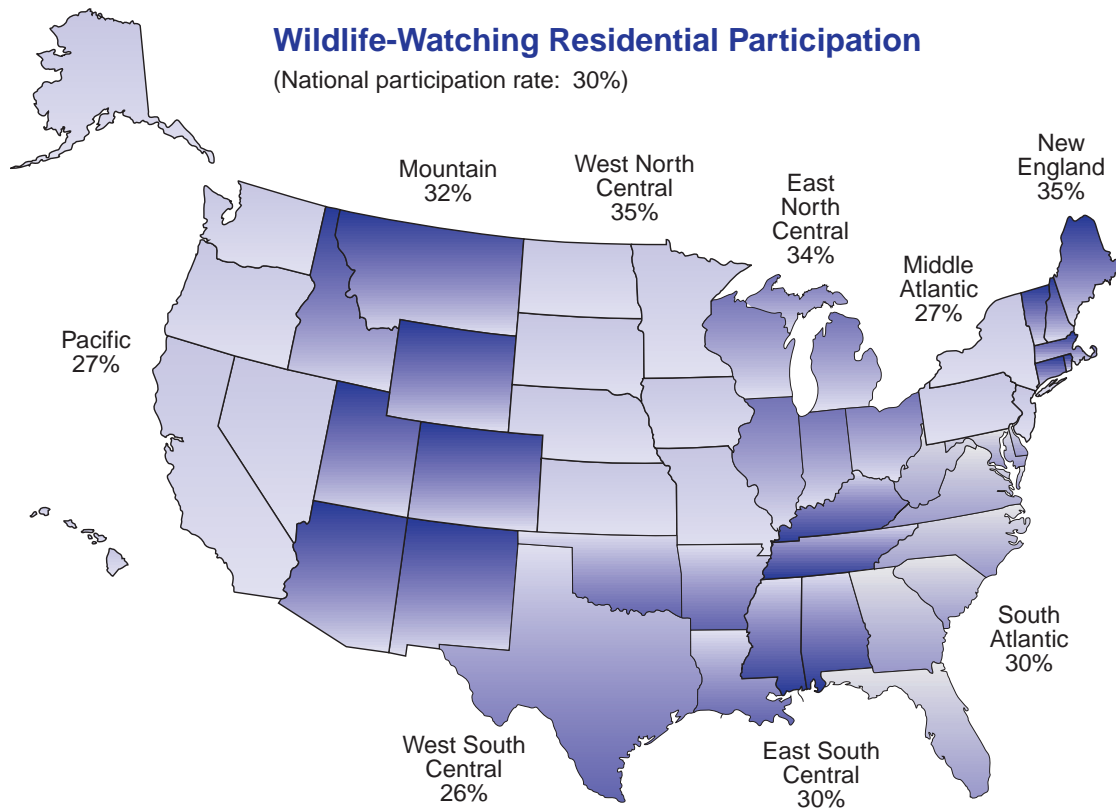 Wildlife-Watching Residential Participation
(National participation rate:  30%)
Mountain
32%
West North
Central
35%
East
North
Central
34%
New
England
35%
Middle
Atlantic
27%
Pacific
27%
South
Atlantic
30%
West South
Central
26%
East South
Central
30%